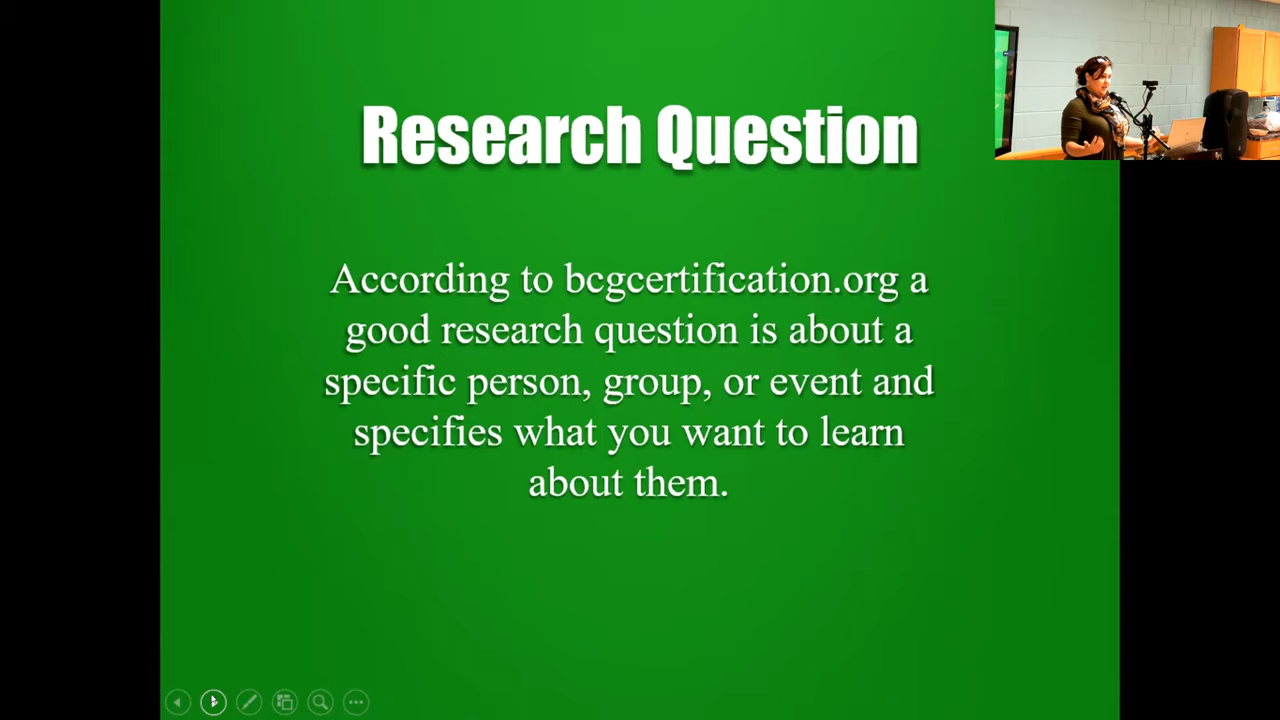 Research Question
According to bcgcertification.org a
good research question is about a
specific person, group, or event and
specifies what you want to learn
about them.